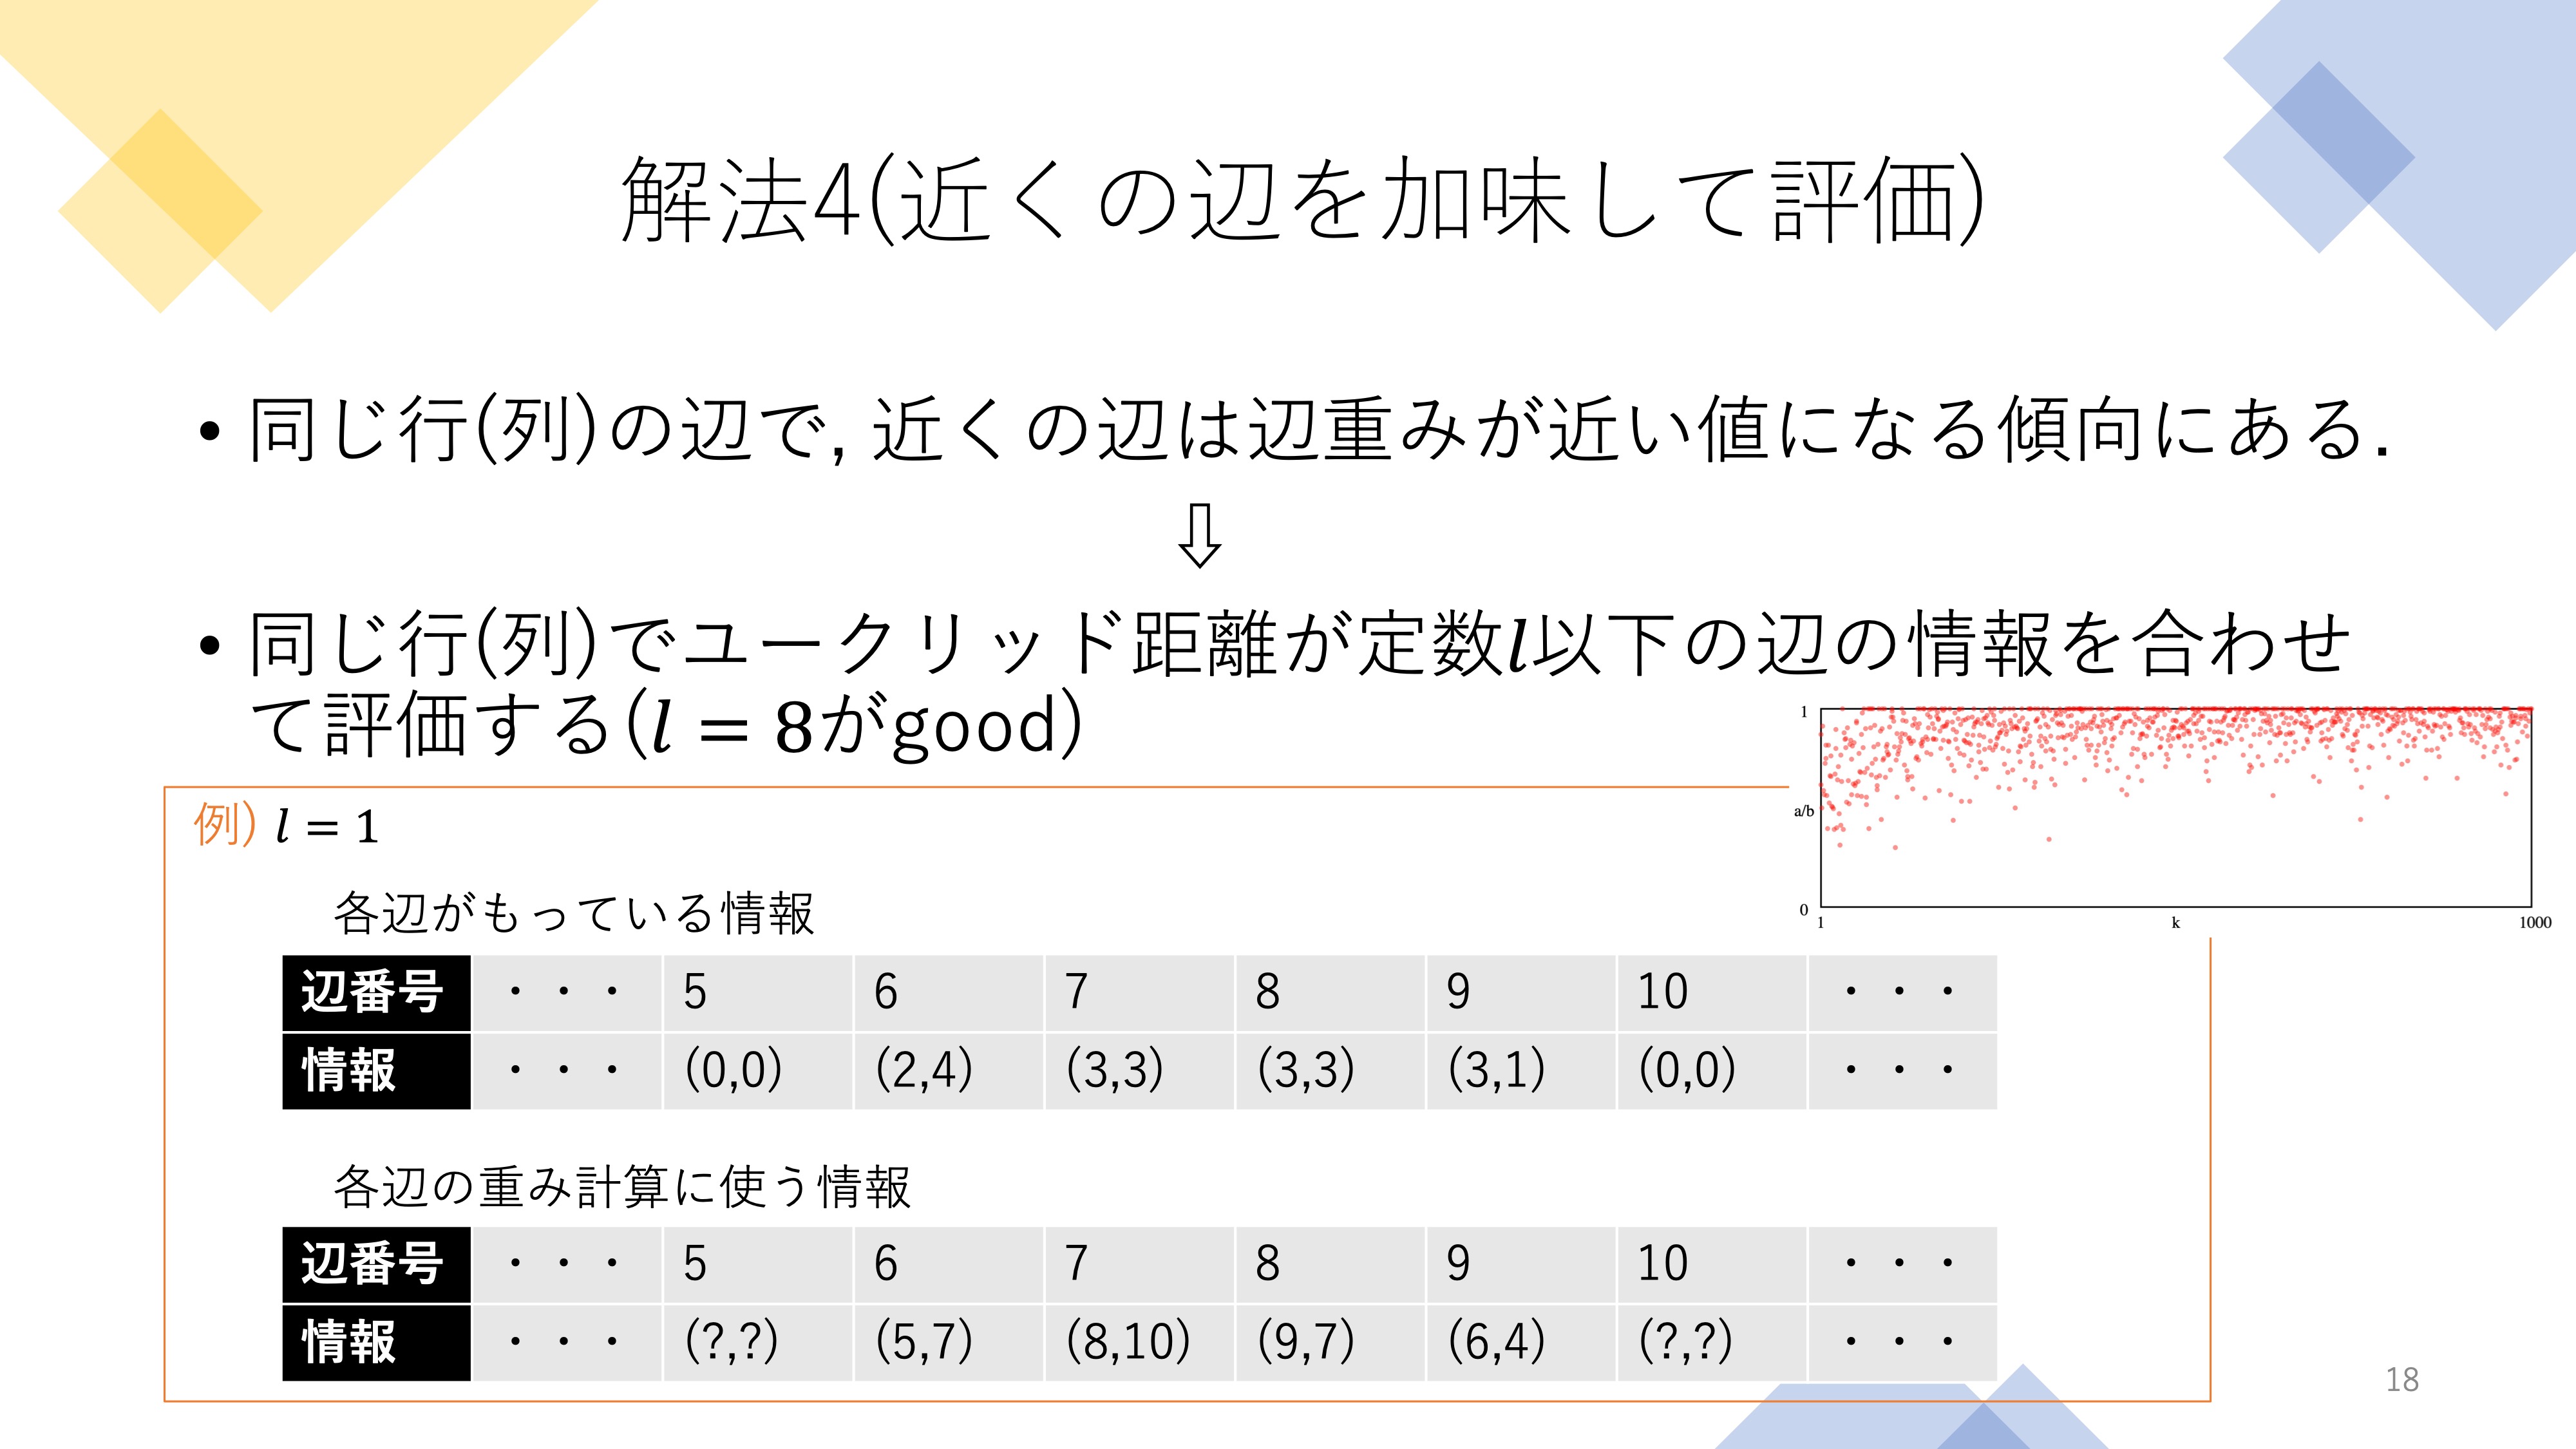 解法4(近くの辺を加味して評価)
• 同じ行(列)の辺で, 近くの辺は辺重みが近い値になる傾向にある.
⇩
• 同じ行(列)でユークリッド距離が定数l以下の辺の情報を合わせ
て評価する(l = 8がgood)
1
a/b
0
1 k 1000
例) l = 1
各辺がもっている情報
辺番号 ・・・ 5 6 7 8 9 10 ・・・
情報 ・・・ (0,0) (2,4) (3,3) (3,3) (3,1) (0,0) ・・・
各辺の重み計算に使う情報
辺番号 ・・・ 5 6 7 8 9 10 ・・・
情報 ・・・ (?,?) (5,7) (8,10) (9,7) (6,4) (?,?) ・・・
18